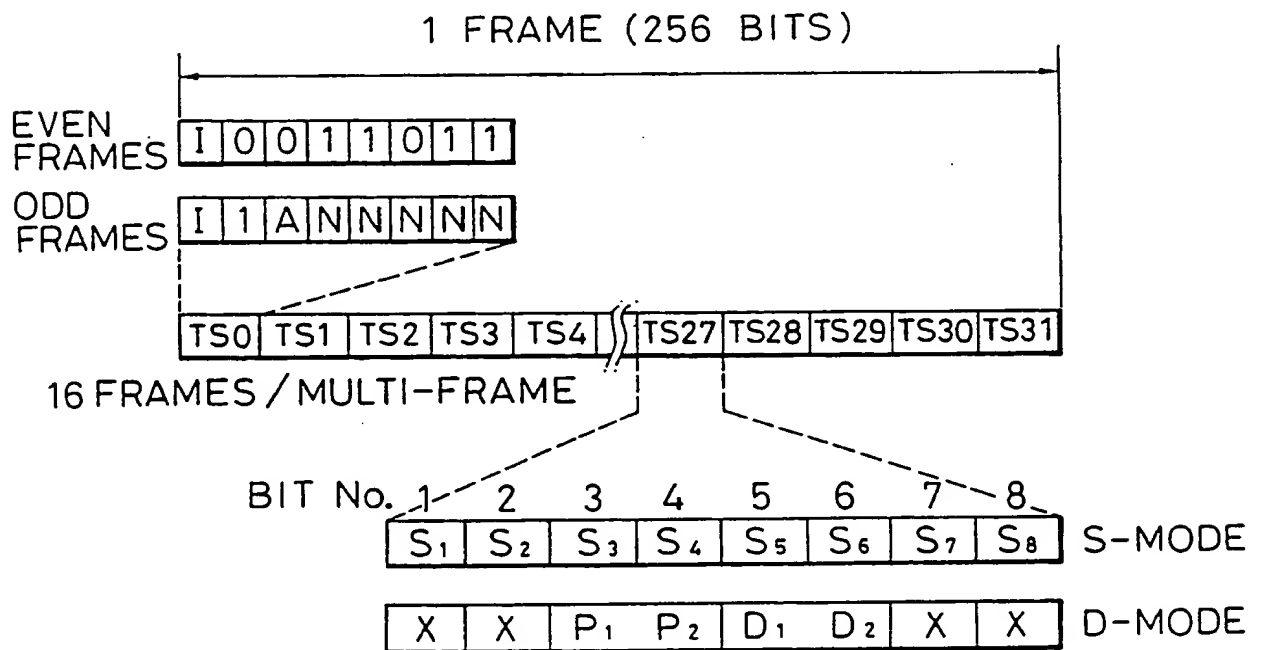 1 FRAME (256 BITS)
EVEN FRAMES I 0 0 1 1 0 1 1
ODD FRAMES I 1 A N N N N N
TS0 TS1 TS2 TS3 TS4 TS27 TS28 TS29 TS30 TS31
16 FRAMES / MULTI-FRAME
BIT No. 1 2 3 4 5 6 7 8
S1 S2 S3 S4 S5 S6 S7 S8 S-MODE
X X P1 P2 D1 D2 X X D-MODE